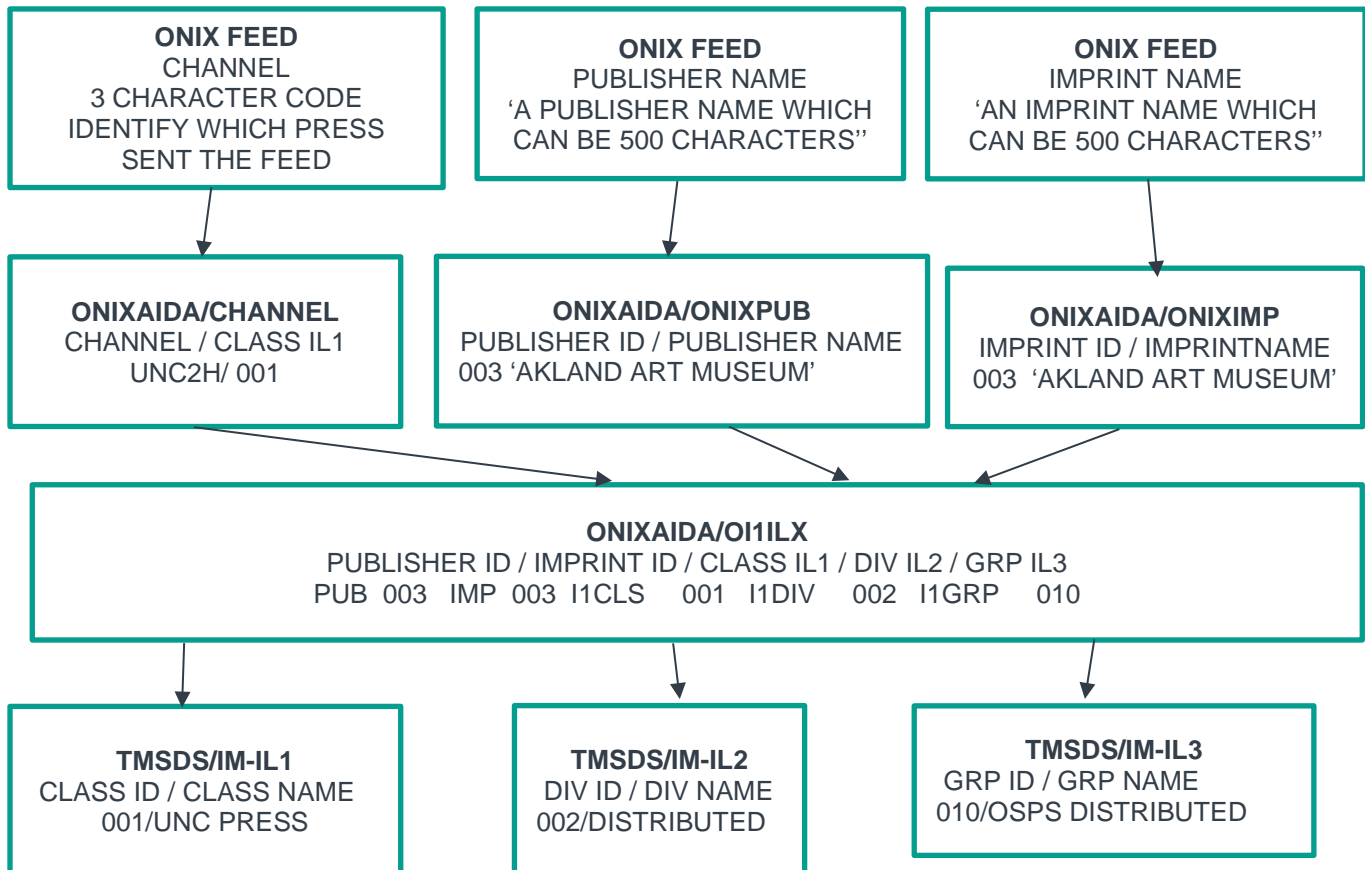 ONIX FEED
CHANNEL
3 CHARACTER CODE
IDENTIFY WHICH PRESS
SENT THE FEED
ONIX FEED
PUBLISHER NAME
‘A PUBLISHER NAME WHICH
CAN BE 500 CHARACTERS’’
ONIX FEED
IMPRINT NAME
‘AN IMPRINT NAME WHICH
CAN BE 500 CHARACTERS’’
ONIXAIDA/CHANNEL
CHANNEL / CLASS IL1
UNC2H/ 001
ONIXAIDA/ONIXPUB
PUBLISHER ID / PUBLISHER NAME
003 ‘AKLAND ART MUSEUM’
ONIXAIDA/ONIXIMP
IMPRINT ID / IMPRINTNAME
003 ‘AKLAND ART MUSEUM’
ONIXAIDA/OI1ILX
PUBLISHER ID / IMPRINT ID / CLASS IL1 / DIV IL2 / GRP IL3
PUB 003 IMP 003 I1CLS 001 I1DIV 002 I1GRP 010
TMSDS/IM-IL1
CLASS ID / CLASS NAME
001/UNC PRESS
TMSDS/IM-IL2
DIV ID / DIV NAME
002/DISTRIBUTED
TMSDS/IM-IL3
GRP ID / GRP NAME
010/OSPS DISTRIBUTED